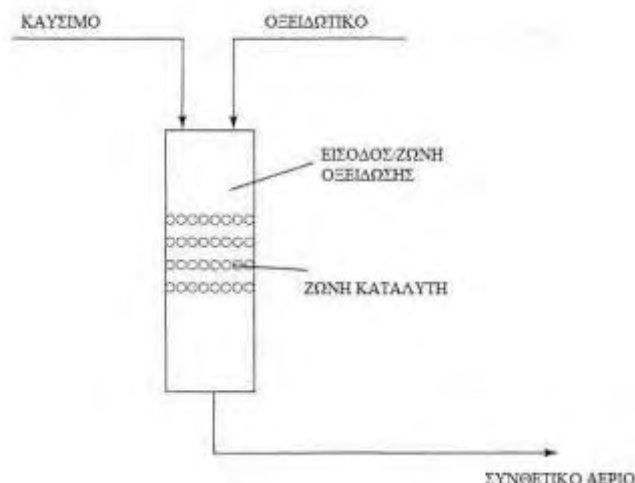 ΚΑΥΣΙΜΟ
ΟΞΕΙΔΩΤΙΚΟ
ΕΙΣΟΔΟΣ/ΖΩΝΗ
ΟΞΕΙΔΩΣΗΣ
ΖΩΝΗ ΚΑΤΑΛΥΤΗ
ΣΥΝΘΕΤΙΚΟ ΑΕΡΙΟ